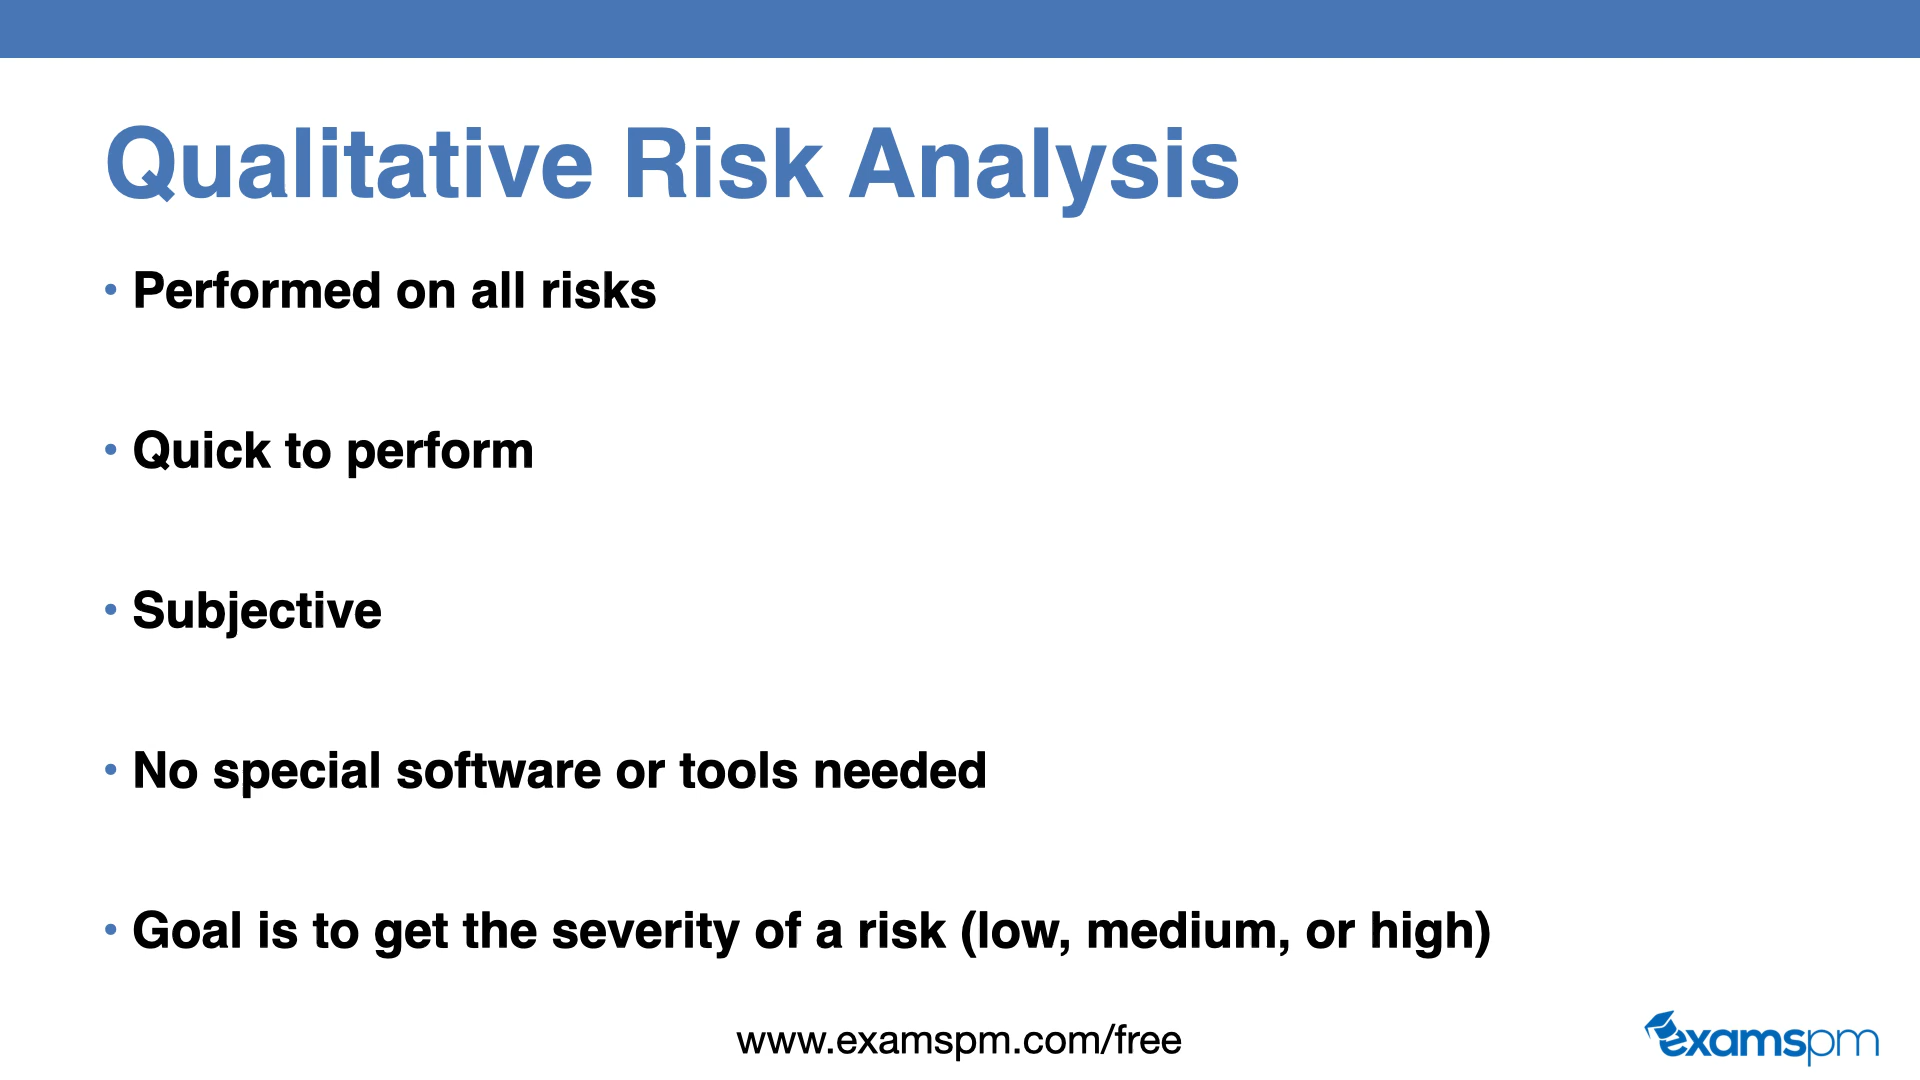 Qualitative Risk Analysis
• Performed on all risks
• Quick to perform
• Subjective
• No special software or tools needed
• Goal is to get the severity of a risk (low, medium, or high)
www.examspm.com/free
examspm